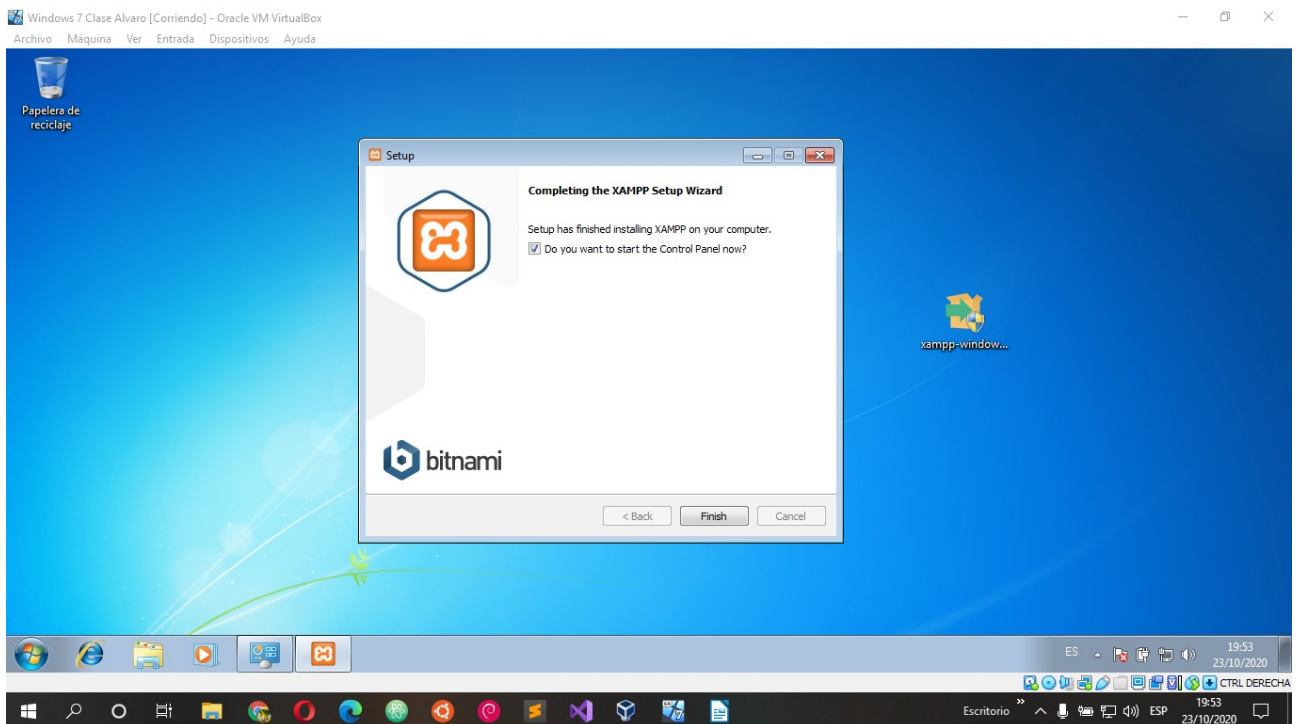 Windows 7 Clase Alvaro [Corriendo] - Oracle VM VirtualBox
Archivo Máquina Ver Entrada Dispositivos Ayuda
Papelera de
reciclaje
Setup
Completing the XAMPP Setup Wizard
Setup has finished installing XAMPP on your computer.
Do you want to start the Control Panel now?
xampp-window...
bitnami
< Back Finish Cancel
ES 19:53
23/10/2020
CTRL DERECHA
Escritorio ESP 19:53
23/10/2020